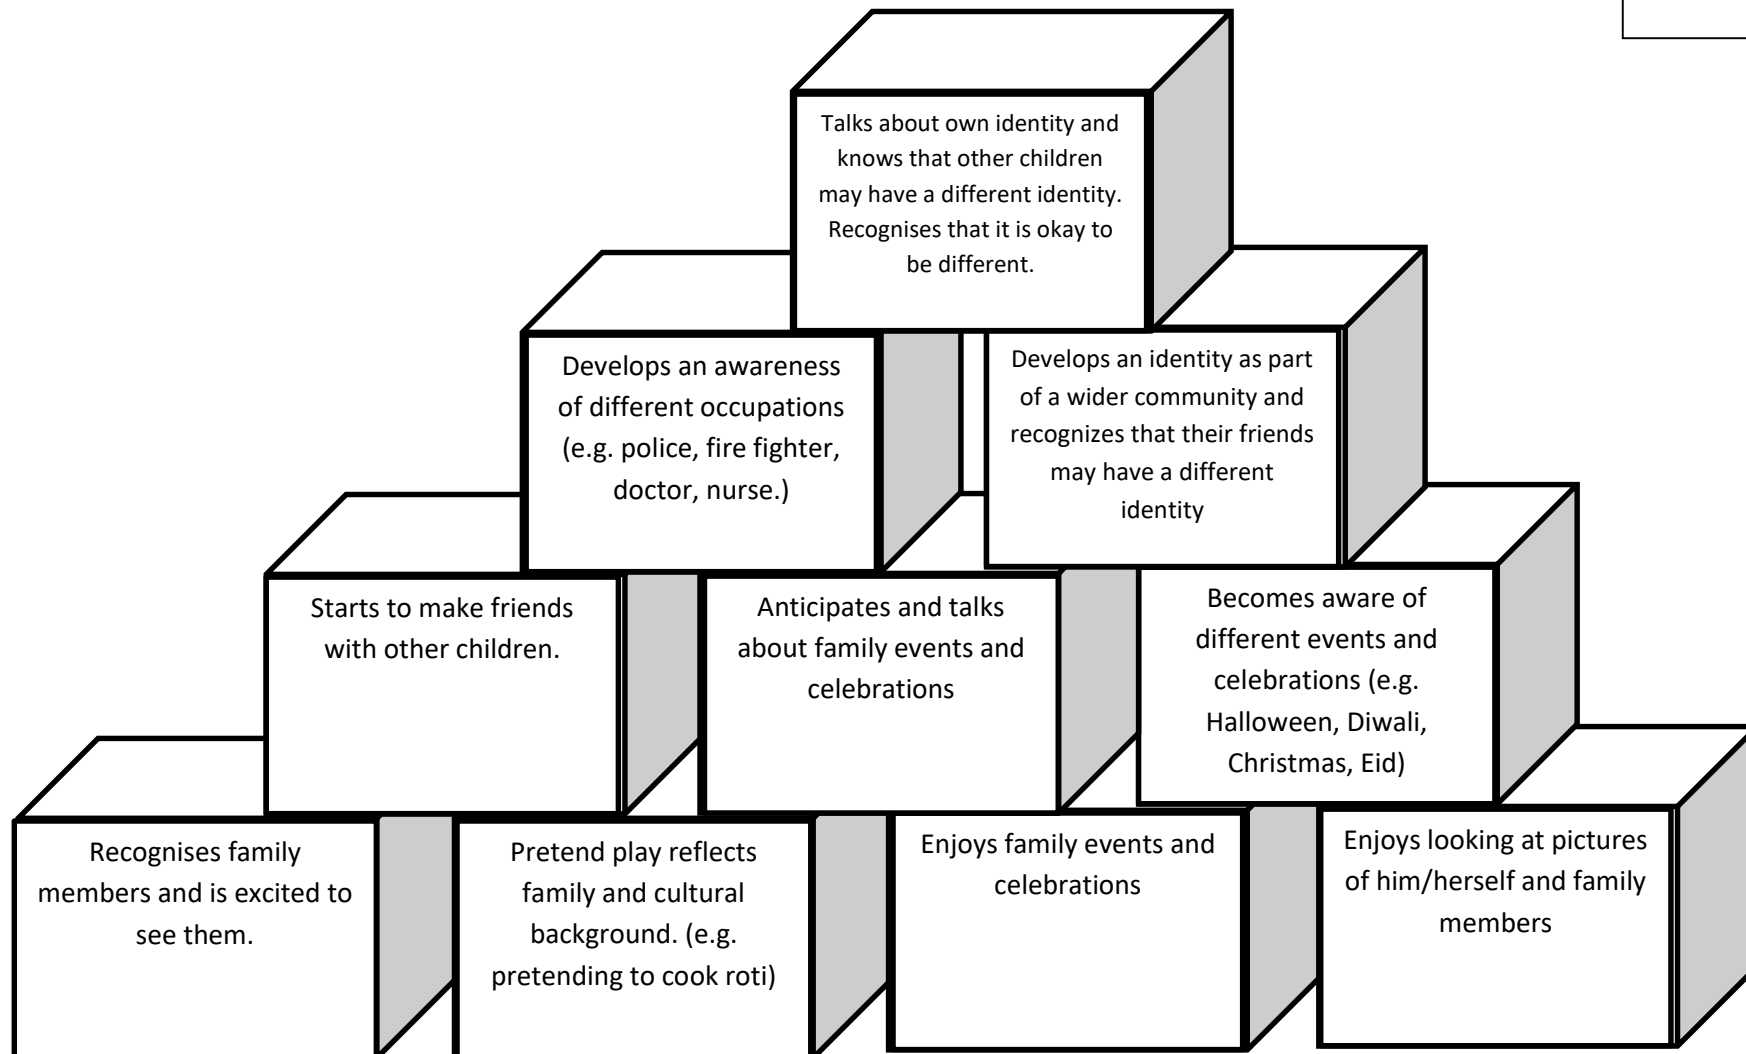 Talks about own identity and
knows that other children
may have a different identity.
Recognises that it is okay to
be different.
Develops an awareness
of different occupations
(e.g. police, fire fighter,
doctor, nurse.)
Develops an identity as part
of a wider community and
recognizes that their friends
may have a different
identity
Starts to make friends
with other children.
Anticipates and talks
about family events and
celebrations
Becomes aware of
different events and
celebrations (e.g.
Halloween, Diwali,
Christmas, Eid)
Recognises family
members and is excited to
see them.
Pretend play reflects
family and cultural
background. (e.g.
pretending to cook roti)
Enjoys family events and
celebrations
Enjoys looking at pictures
of him/herself and family
members